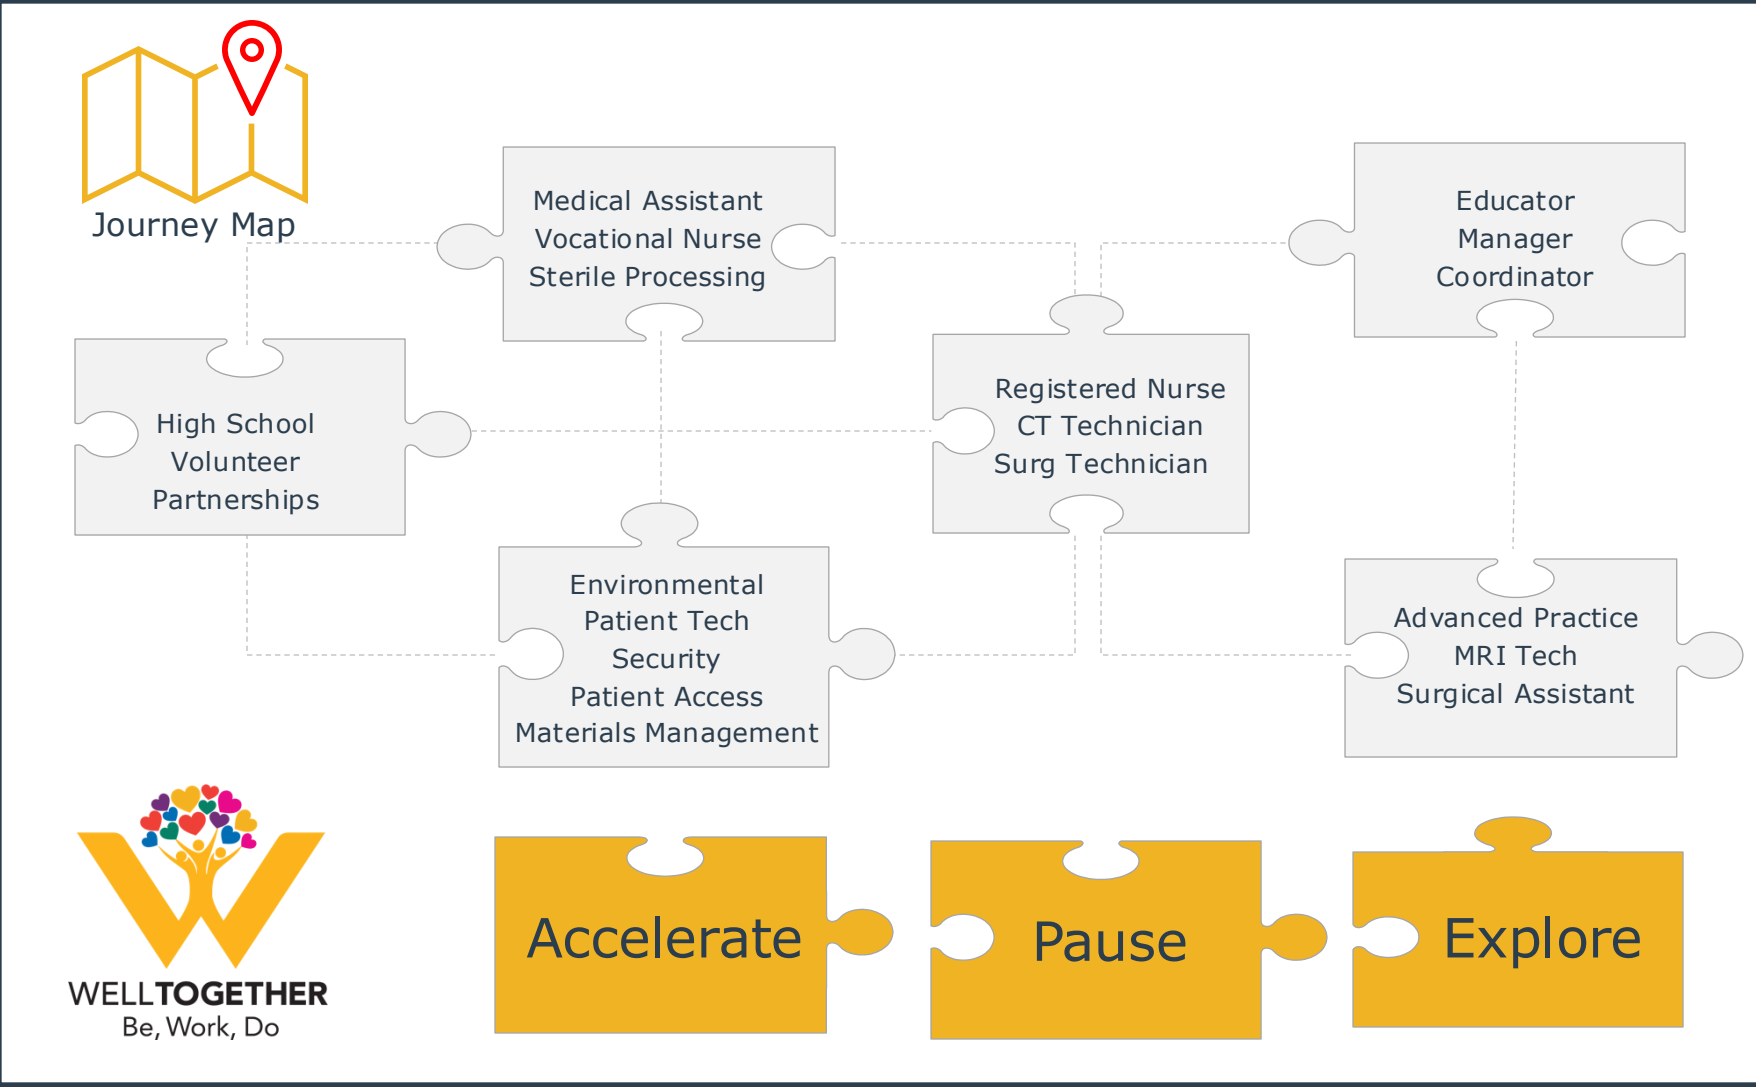 Journey Map
Medical Assistant
Vocational Nurse
Sterile Processing
Educator
Manager
Coordinator
High School
Volunteer
Partnerships
Registered Nurse
CT Technician
Surg Technician
Environmental
Patient Tech
Security
Patient Access
Materials Management
Advanced Practice
MRI Tech
Surgical Assistant
WELLTOGETHER
Be, Work, Do
Accelerate
Pause
Explore